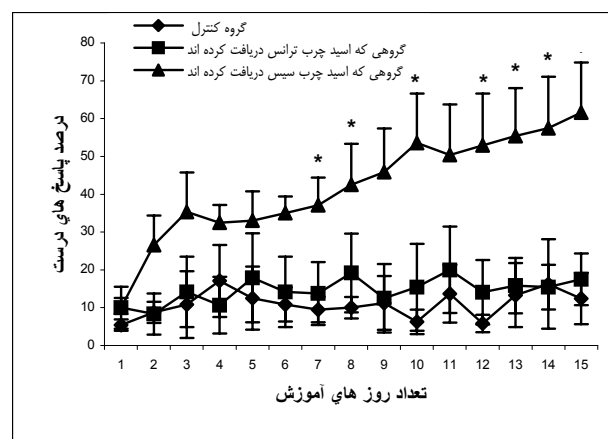 گروه کنترل
گروهی که اسید چرب ترانس دریافت کرده اند
گروهی که اسید چرب سیس دریافت کرده اند
درصد پاسخ هاي درست
80
70
60
50
40
30
20
10
0
* * * * * *
1 2 3 4 5 6 7 8 9 10 11 12 13 14 15
تعداد روز هاي آموزش